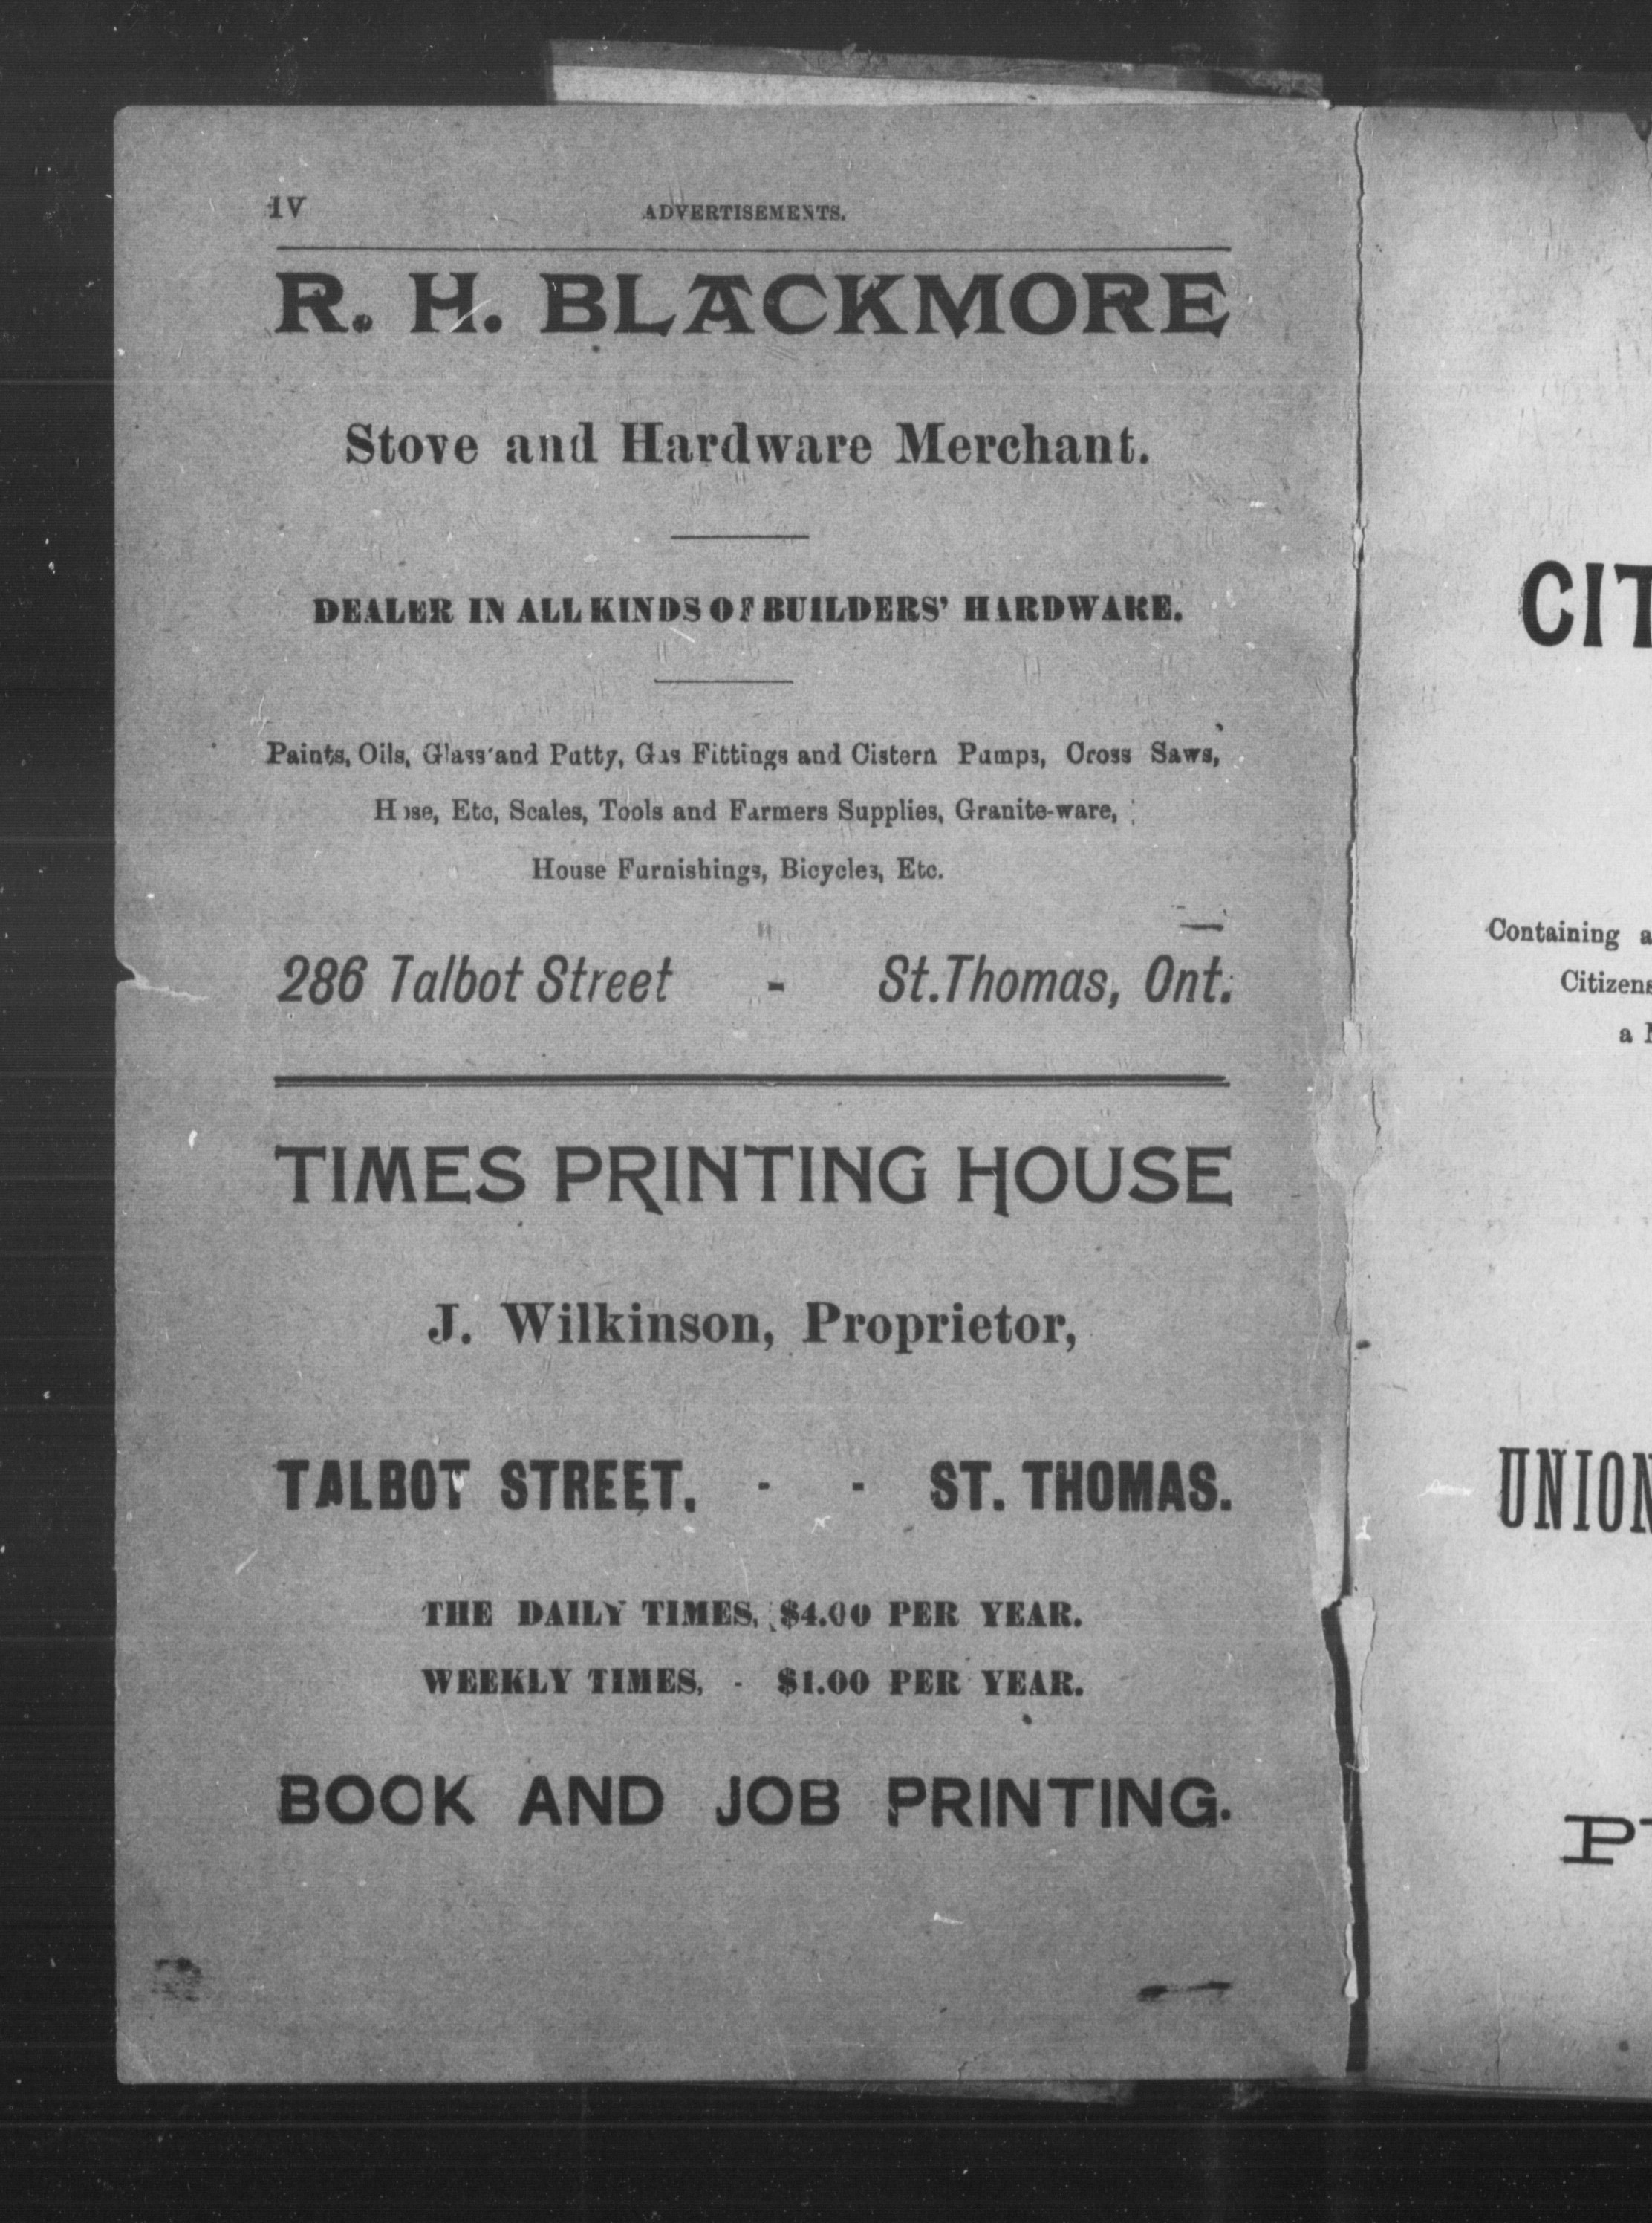 IV ADVERTISEMENTS.
R. H. BLACKMORE
Stove and Hardware Merchant.
DEALER IN ALL KINDS OF BUILDERS' HARDWARE.
Paints, Oils, Glass and Putty, Gas Fittings and Cistern Pumps, Cross Saws,
Hose, Etc, Scales, Tools and Farmers Supplies, Granite-ware,
House Furnishings, Bicycles, Etc.
286 Talbot Street - St. Thomas, Ont.
TIMES PRINTING HOUSE
J. Wilkinson, Proprietor,
TALBOT STREET, - - ST. THOMAS.
THE DAILY TIMES, $4.00 PER YEAR.
WEEKLY TIMES, - $1.00 PER YEAR.
BOOK AND JOB PRINTING.
CIT
Containing a
Citizens
a
UNION
P